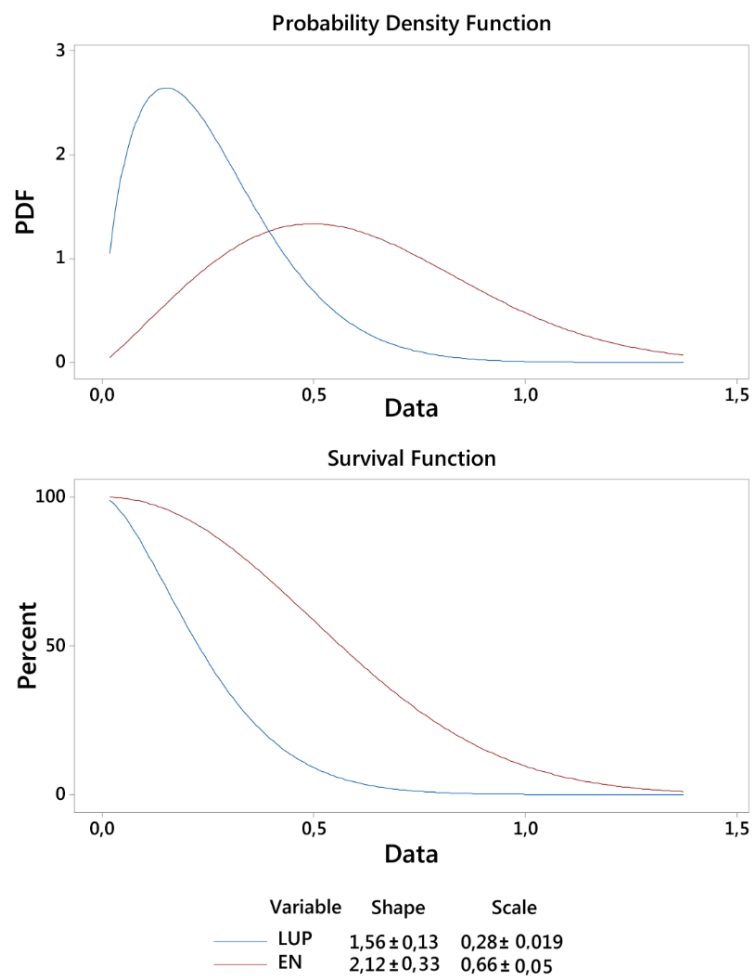 Probability Density Function
3
2
1
0
PDF
0,0 0,5 1,0 1,5
Data
Survival Function
100
50
0
Percent
0,0 0,5 1,0 1,5
Data
Variable Shape Scale
LUP 1,56 ± 0,13 0,28 ± 0.019
EN 2,12 ± 0,33 0,66 ± 0,05